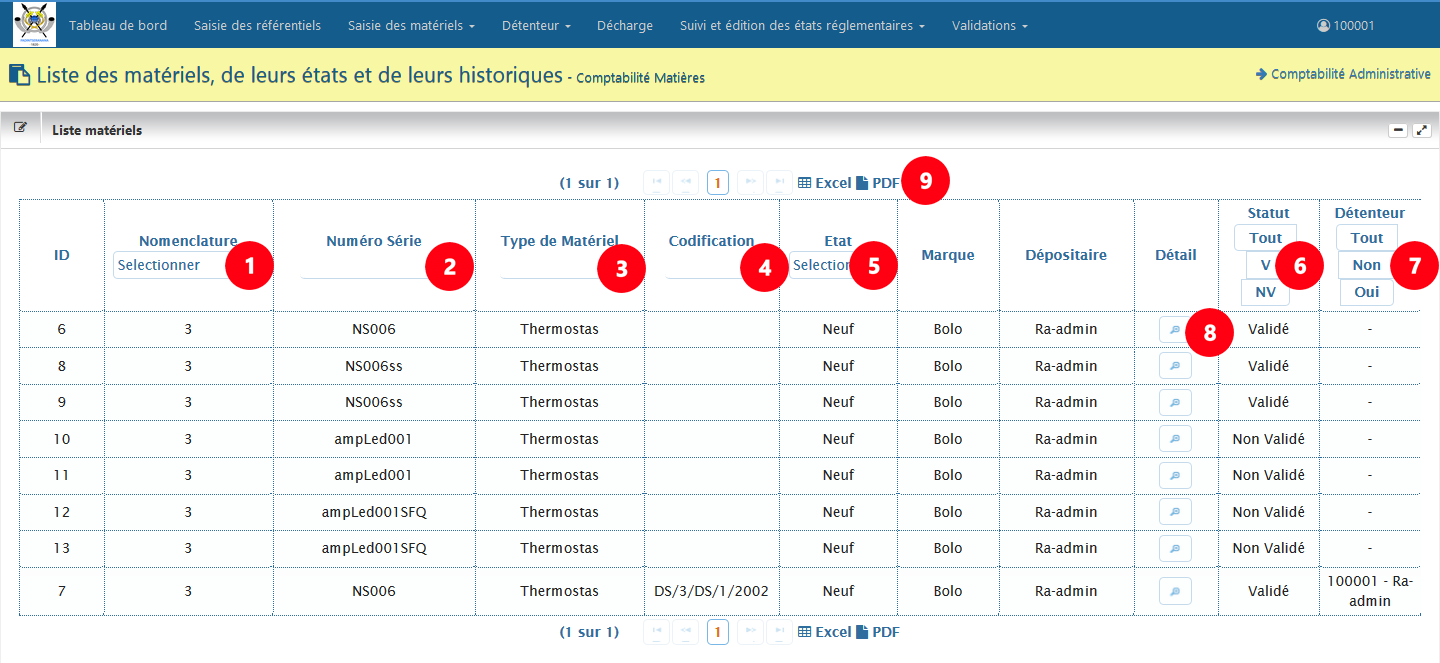 Tableau de bord Saisie des référentiels Saisie des matériels Détenteur Décharge Suivi et édition des états réglementaires Validations 100001
Liste des matériels, de leurs états et de leurs historiques - Comptabilité Matières Comptabilité Administrative
Liste matériels
(1 sur 1) 1 Excel PDF 9
ID Nomenclature Numéro Série Type de Matériel Codification Etat Marque Dépositaire Détail Statut Détenteur
Selectionner 1 2 3 4 Selection 5 Tout V NV 6 Tout Non Oui 7
6 3 NS006 Thermostas Neuf Bolo Ra-admin 8 Validé -
8 3 NS006ss Thermostas Neuf Bolo Ra-admin Validé -
9 3 NS006ss Thermostas Neuf Bolo Ra-admin Validé -
10 3 ampLed001 Thermostas Neuf Bolo Ra-admin Non Validé -
11 3 ampLed001 Thermostas Neuf Bolo Ra-admin Non Validé -
12 3 ampLed001SFQ Thermostas Neuf Bolo Ra-admin Non Validé -
13 3 ampLed001SFQ Thermostas Neuf Bolo Ra-admin Non Validé -
7 3 NS006 Thermostas DS/3/DS/1/2002 Neuf Bolo Ra-admin Validé 100001 - Ra-
admin
(1 sur 1) 1 Excel PDF